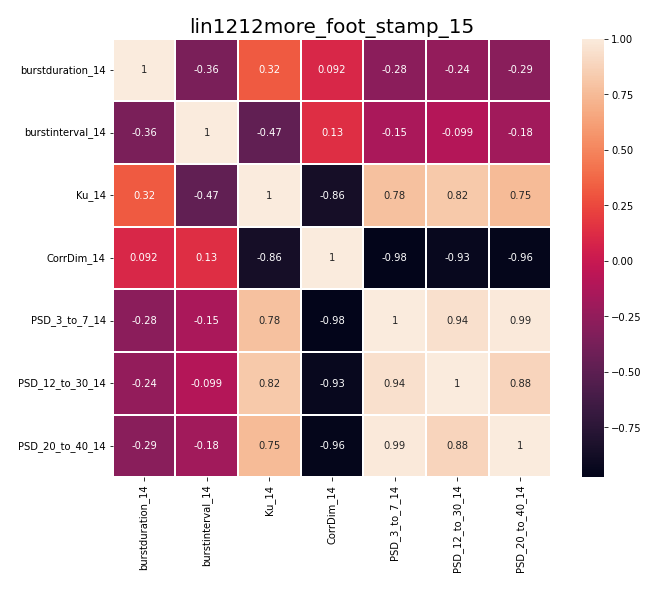 lin1212more_foot_stamp_15
burstduration_14 1 -0.36 0.32 0.092 -0.28 -0.24 -0.29
burstinterval_14 -0.36 1 -0.47 0.13 -0.15 -0.099 -0.18
Ku_14 0.32 -0.47 1 -0.86 0.78 0.82 0.75
CorrDim_14 0.092 0.13 -0.86 1 -0.98 -0.93 -0.96
PSD_3_to_7_14 -0.28 -0.15 0.78 -0.98 1 0.94 0.99
PSD_12_to_30_14 -0.24 -0.099 0.82 -0.93 0.94 1 0.88
PSD_20_to_40_14 -0.29 -0.18 0.75 -0.96 0.99 0.88 1
burstduration_14
burstinterval_14
Ku_14
CorrDim_14
PSD_3_to_7_14
PSD_12_to_30_14
PSD_20_to_40_14
1.00
0.75
0.50
0.25
0.00
−0.25
−0.50
−0.75